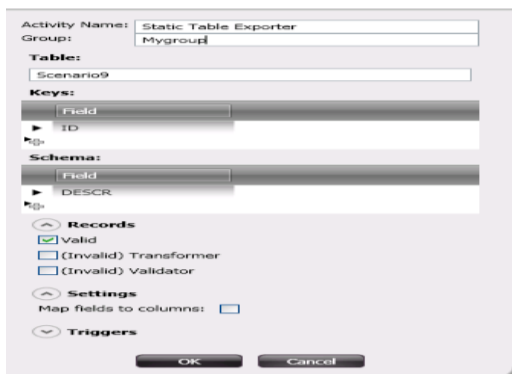 Activity Name: Static Table Exporter
Group: Mygroup
Table:
Scenario9
Keys:
Field
ID
Schema:
Field
DESCR
Records
Valid
(Invalid) Transformer
(Invalid) Validator
Settings
Map fields to columns:
Triggers
OK Cancel